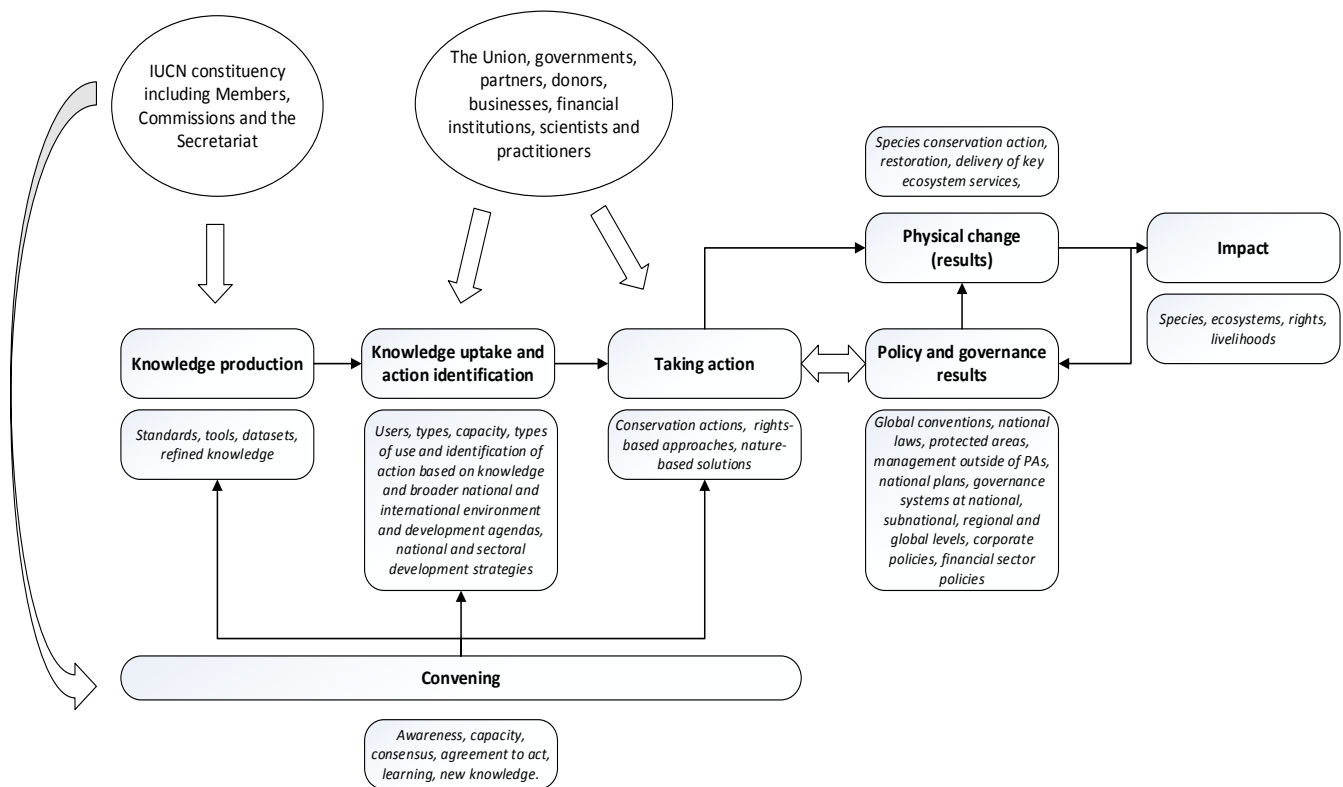 IUCN constituency
including Members,
Commissions and the
Secretariat
The Union, governments,
partners, donors,
businesses, financial
institutions, scientists and
practitioners
Species conservation action,
restoration, delivery of key
ecosystem services,
Physical change
(results)
Impact
Species, ecosystems, rights,
livelihoods
Knowledge production
Knowledge uptake and
action identification
Taking action
Policy and governance
results
Standards, tools, datasets,
refined knowledge
Users, types, capacity, types
of use and identification of
action based on knowledge
and broader national and
international environment
and development agendas,
national and sectoral
development strategies
Conservation actions, rights-
based approaches, nature-
based solutions
Global conventions, national
laws, protected areas,
management outside of PAs,
national plans, governance
systems at national,
subnational, regional and
global levels, corporate
policies, financial sector
policies
Convening
Awareness, capacity,
consensus, agreement to act,
learning, new knowledge.